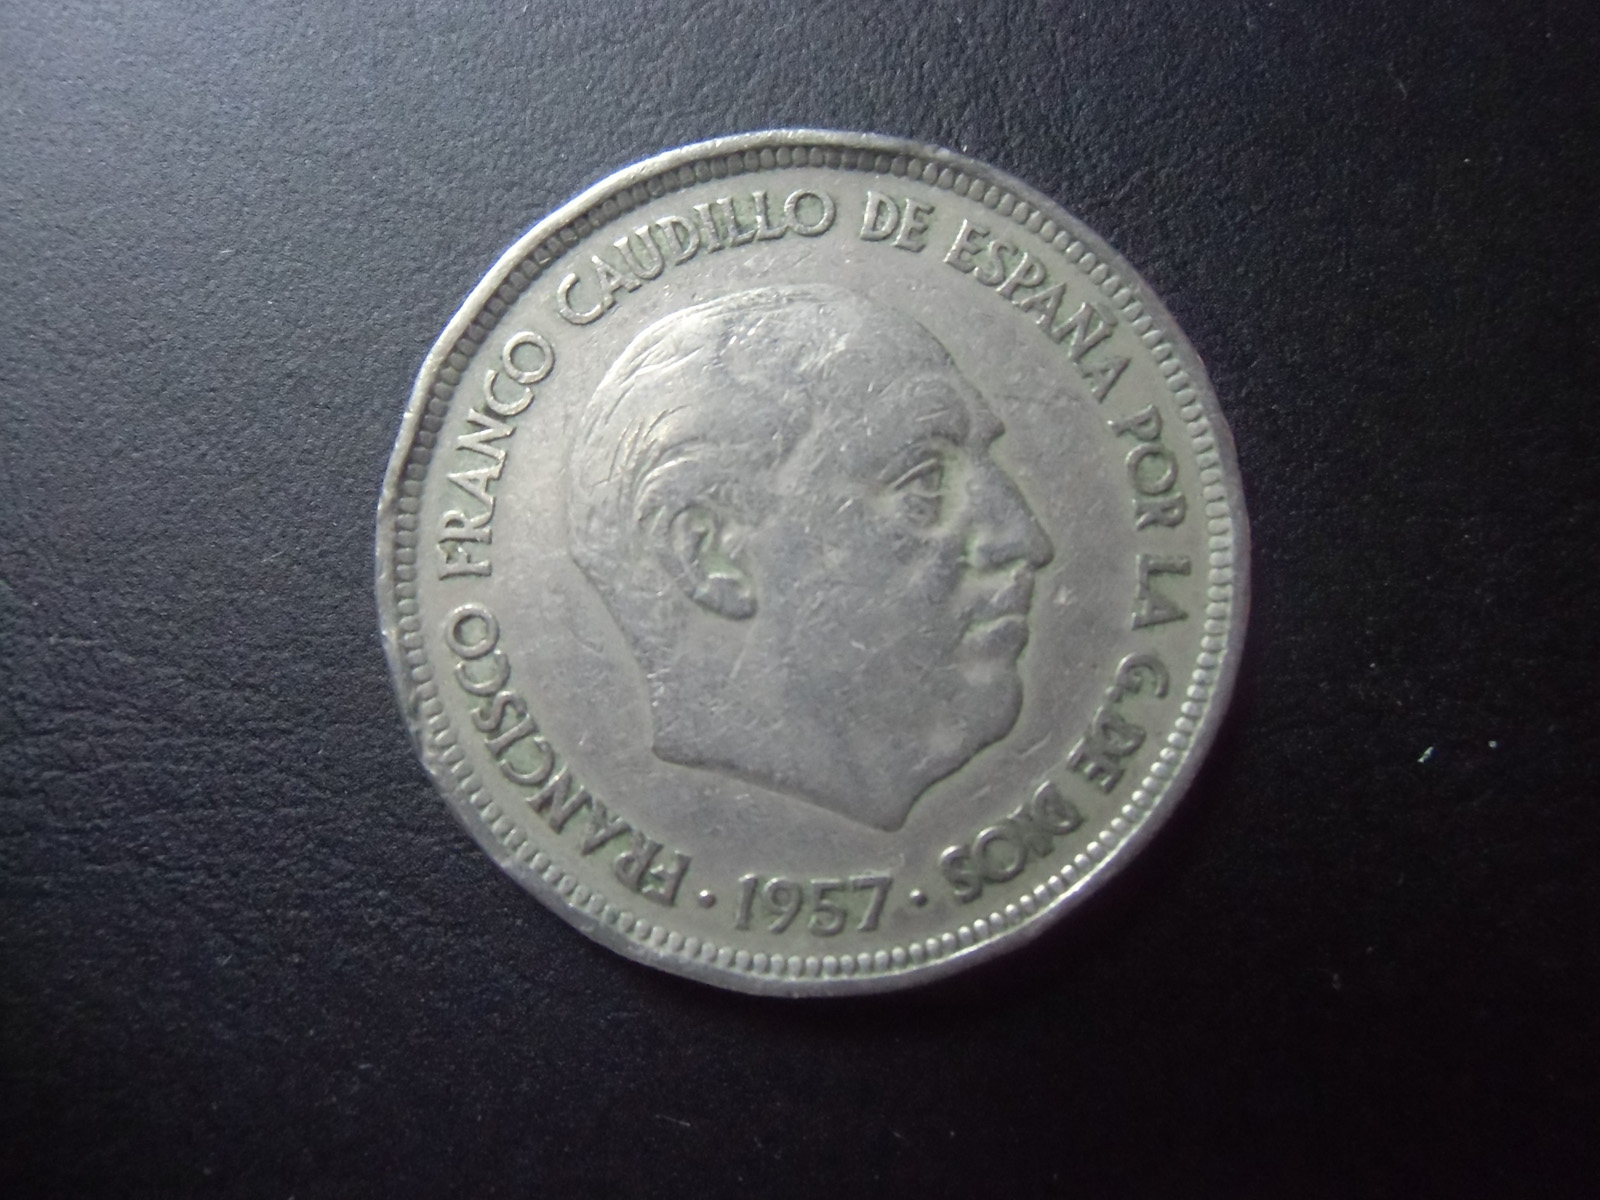 FRANCISCO FRANCO CAUDILLO DE ESPAÑA POR LA G. DE DIOS
· 1957 ·